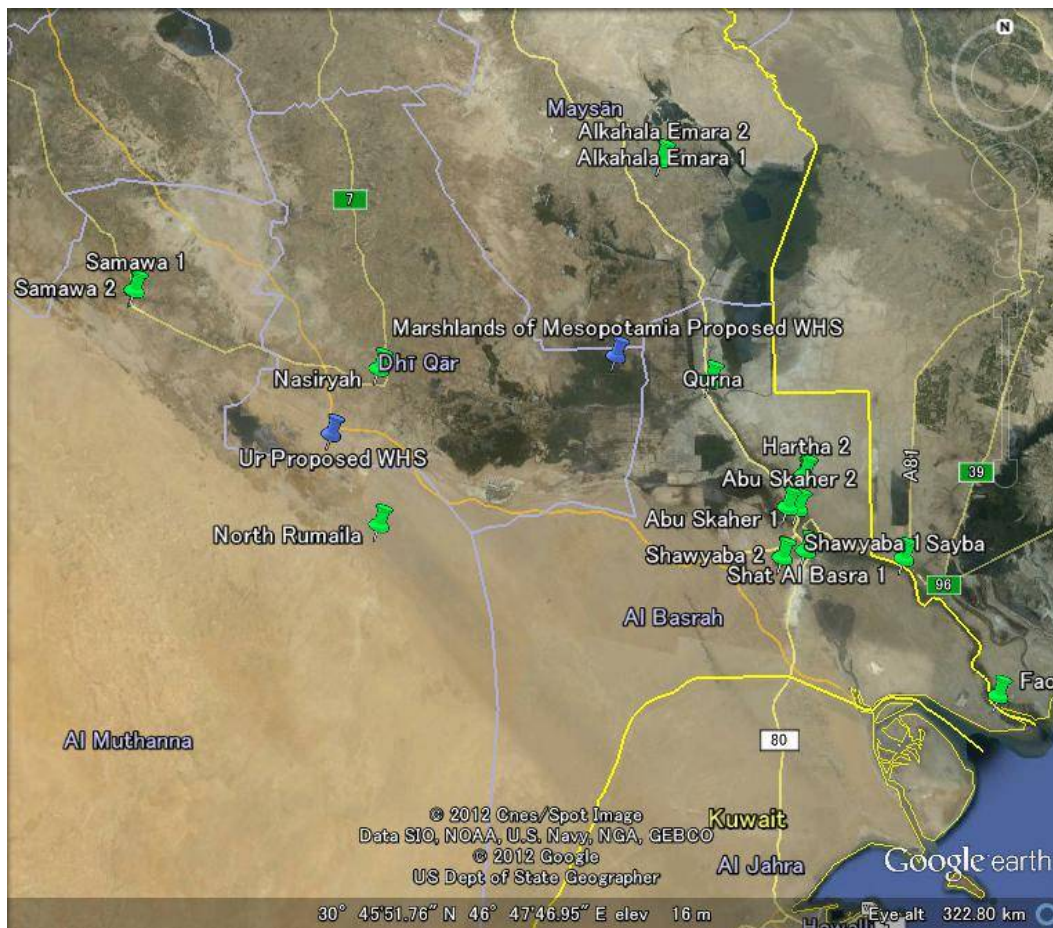 N
Maysān
Alkahala Emara 2
Alkahala Emara 1
7
Samawa 1
Samawa 2
Marshlands of Mesopotamia Proposed WHS
Dhī Qār
Nasiryah
Qurna
Ur Proposed WHS
Hartha 2
A81
39
Abu Skaher 2
North Rumaila
Abu Skaher 1
Shawyaba 1
Sayba
Shawyaba 2
Shat Al Basra 1
96
Al Basrah
Fao
Al Muthanna
80
© 2012 Cnes/Spot Image
Data SIO, NOAA, U.S. Navy, NGA, GEBCO
© 2012 Google
US Dept of State Geographer
Kuwait
Al Jahra
Google earth
30° 45'51.76" N 46° 47'46.95" E elev 16 m
Eye alt 322.80 km